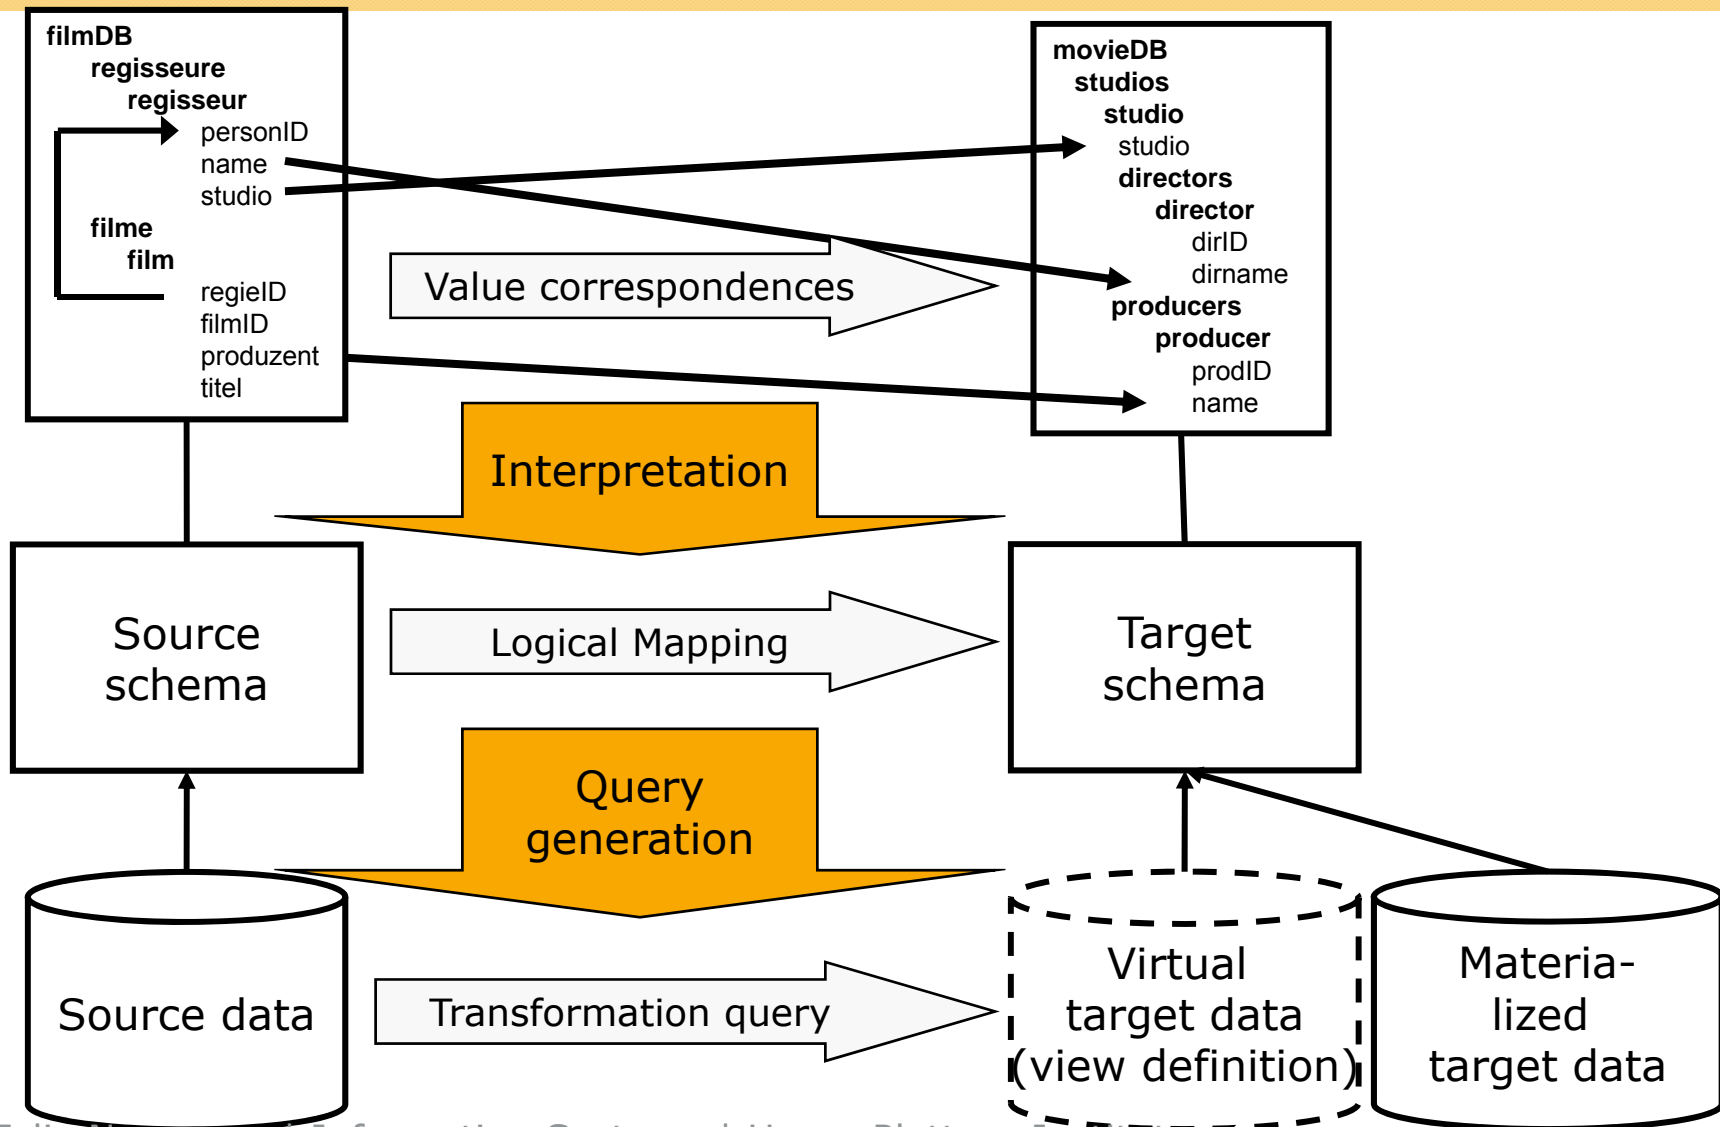 filmDB
regisseure
regisseur
personID
name
studio
filme
film
regieID
filmID
produzent
titel
movieDB
studios
studio
studio
directors
director
dirID
dirname
producers
producer
prodID
name
Value correspondences
Interpretation
Source
schema
Logical Mapping
Target
schema
Query
generation
Source data
Transformation query
Virtual
target data
(view definition)
Materia-
lized
target data